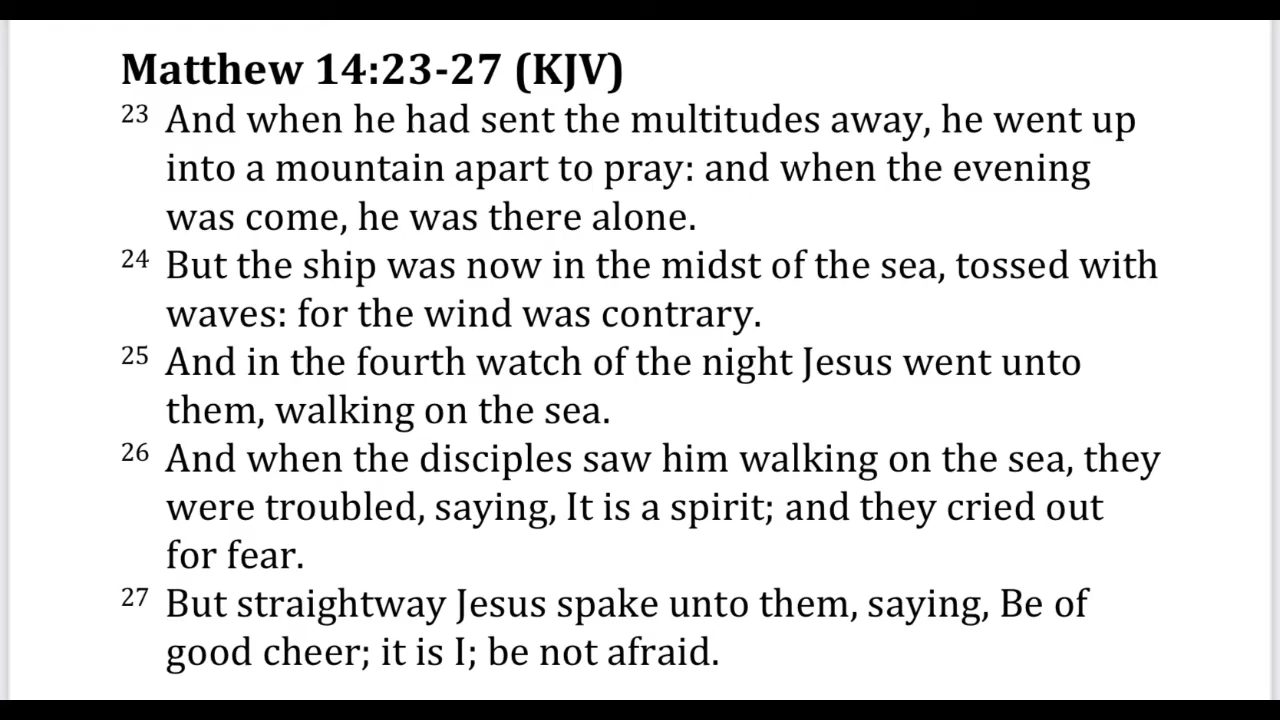 Matthew 14:23-27 (KJV)
23 And when he had sent the multitudes away, he went up
into a mountain apart to pray: and when the evening
was come, he was there alone.
24 But the ship was now in the midst of the sea, tossed with
waves: for the wind was contrary.
25 And in the fourth watch of the night Jesus went unto
them, walking on the sea.
26 And when the disciples saw him walking on the sea, they
were troubled, saying, It is a spirit; and they cried out
for fear.
27 But straightway Jesus spake unto them, saying, Be of
good cheer; it is I; be not afraid.